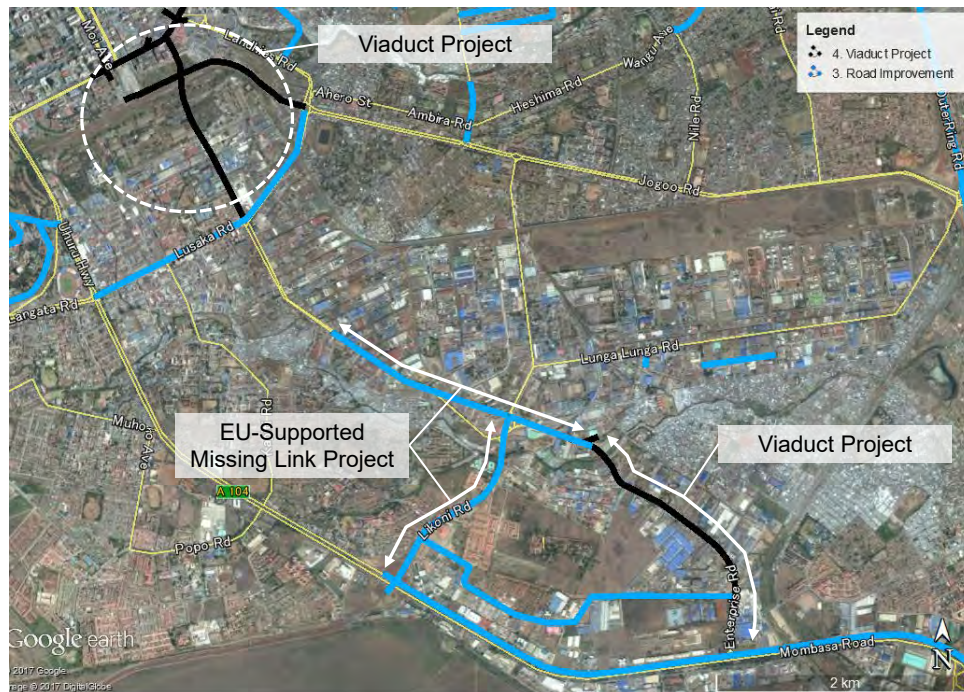 Moi Ave
Landhies Rd
Viaduct Project
Wangu Ave
Legend
4. Viaduct Project
3. Road Improvement
Ahero St
Ambira Rd
Heshima Rd
Nile Rd
OuterRing Rd
Jogoo Rd
Uhuru Hwy
Lusaka Rd
Langata Rd
Lunga Lunga Rd
EU-Supported
Missing Link Project
Viaduct Project
Muhoho Ave
A 104
Likoni Rd
Popo Rd
Enterprise Rd
Mombasa Road
Google earth
2017 Google
© 2017 DigitalGlobe
N
2 km